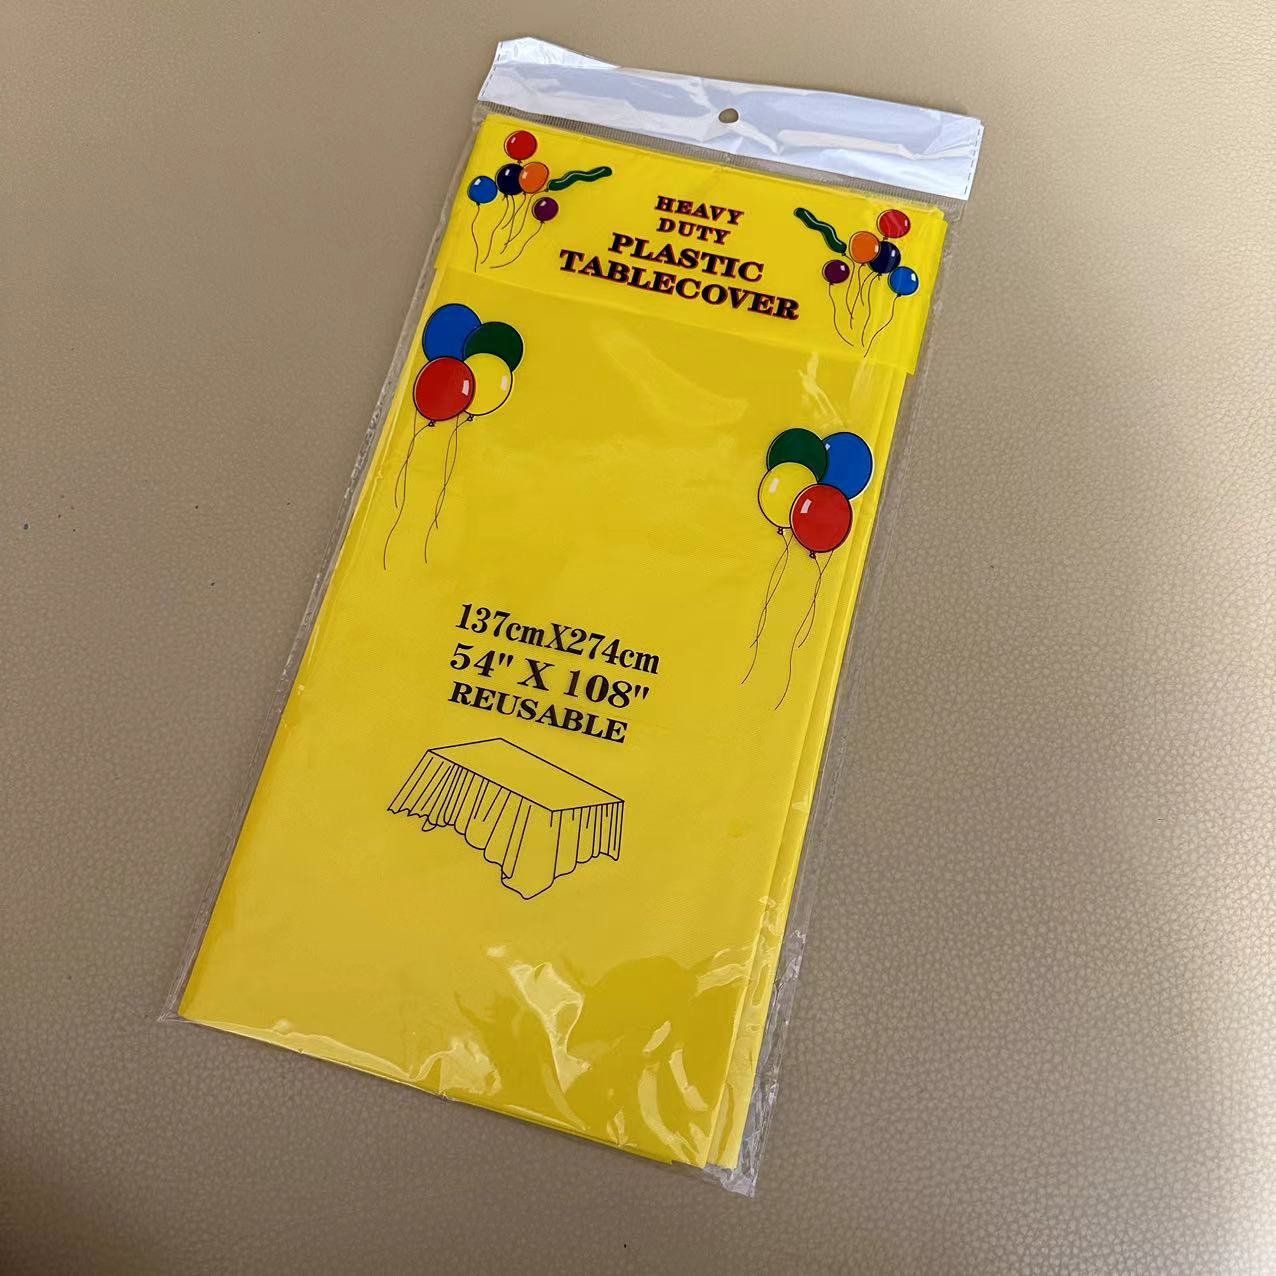 HEAVY
DUTY
PLASTIC
TABLECOVER
137cmX274cm
54" X 108"
REUSABLE